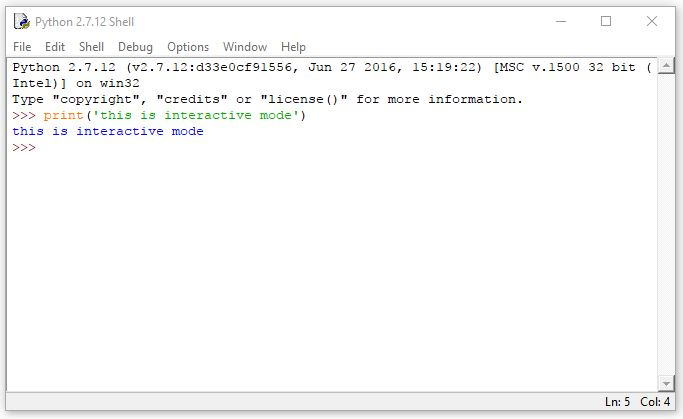 Python 2.7.12 Shell
File Edit Shell Debug Options Window Help
Python 2.7.12 (v2.7.12:d33e0cf91556, Jun 27 2016, 15:19:22) [MSC v.1500 32 bit (
Intel)] on win32
Type "copyright", "credits" or "license()" for more information.
>>> print('this is interactive mode')
this is interactive mode
>>>
Ln: 5 Col: 4